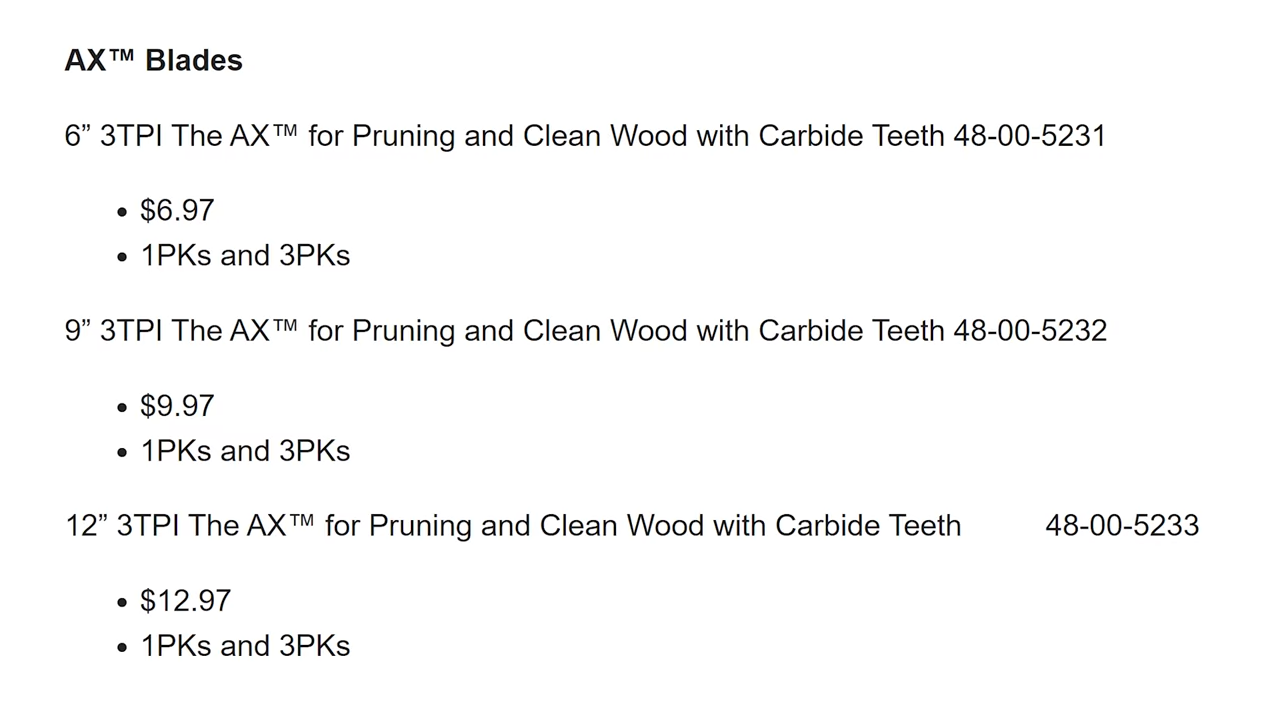 AX™ Blades
6” 3TPI The AX™ for Pruning and Clean Wood with Carbide Teeth 48-00-5231
• $6.97
• 1PKs and 3PKs
9” 3TPI The AX™ for Pruning and Clean Wood with Carbide Teeth 48-00-5232
• $9.97
• 1PKs and 3PKs
12” 3TPI The AX™ for Pruning and Clean Wood with Carbide Teeth 48-00-5233
• $12.97
• 1PKs and 3PKs